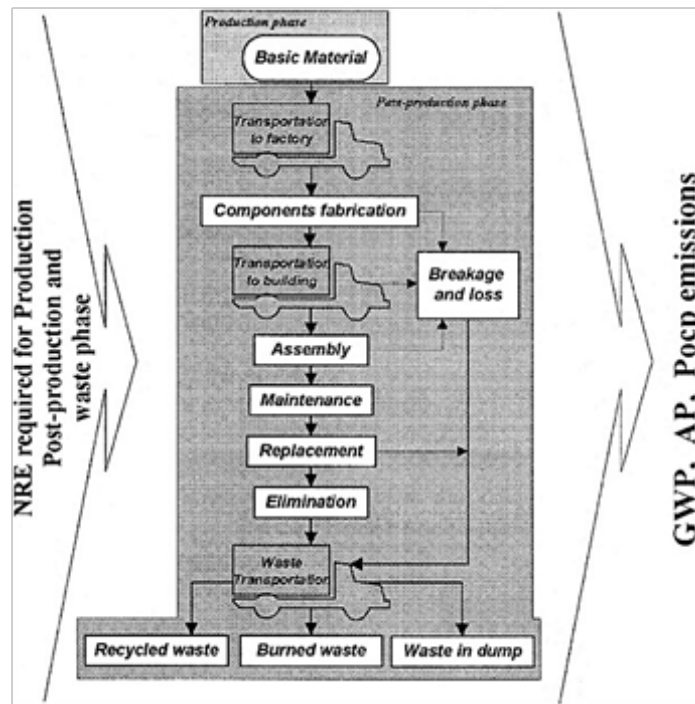 Production phase
Basic Material
Post-production phase
Transportation
to factory
Components fabrication
Transportation
to building
Breakage
and loss
Assembly
Maintenance
Replacement
Elimination
Waste
Transportation
Recycled waste
Burned waste
Waste in dump
NRE required for Production
Post-production and
waste phase
GWP, AP, Pocp emissions